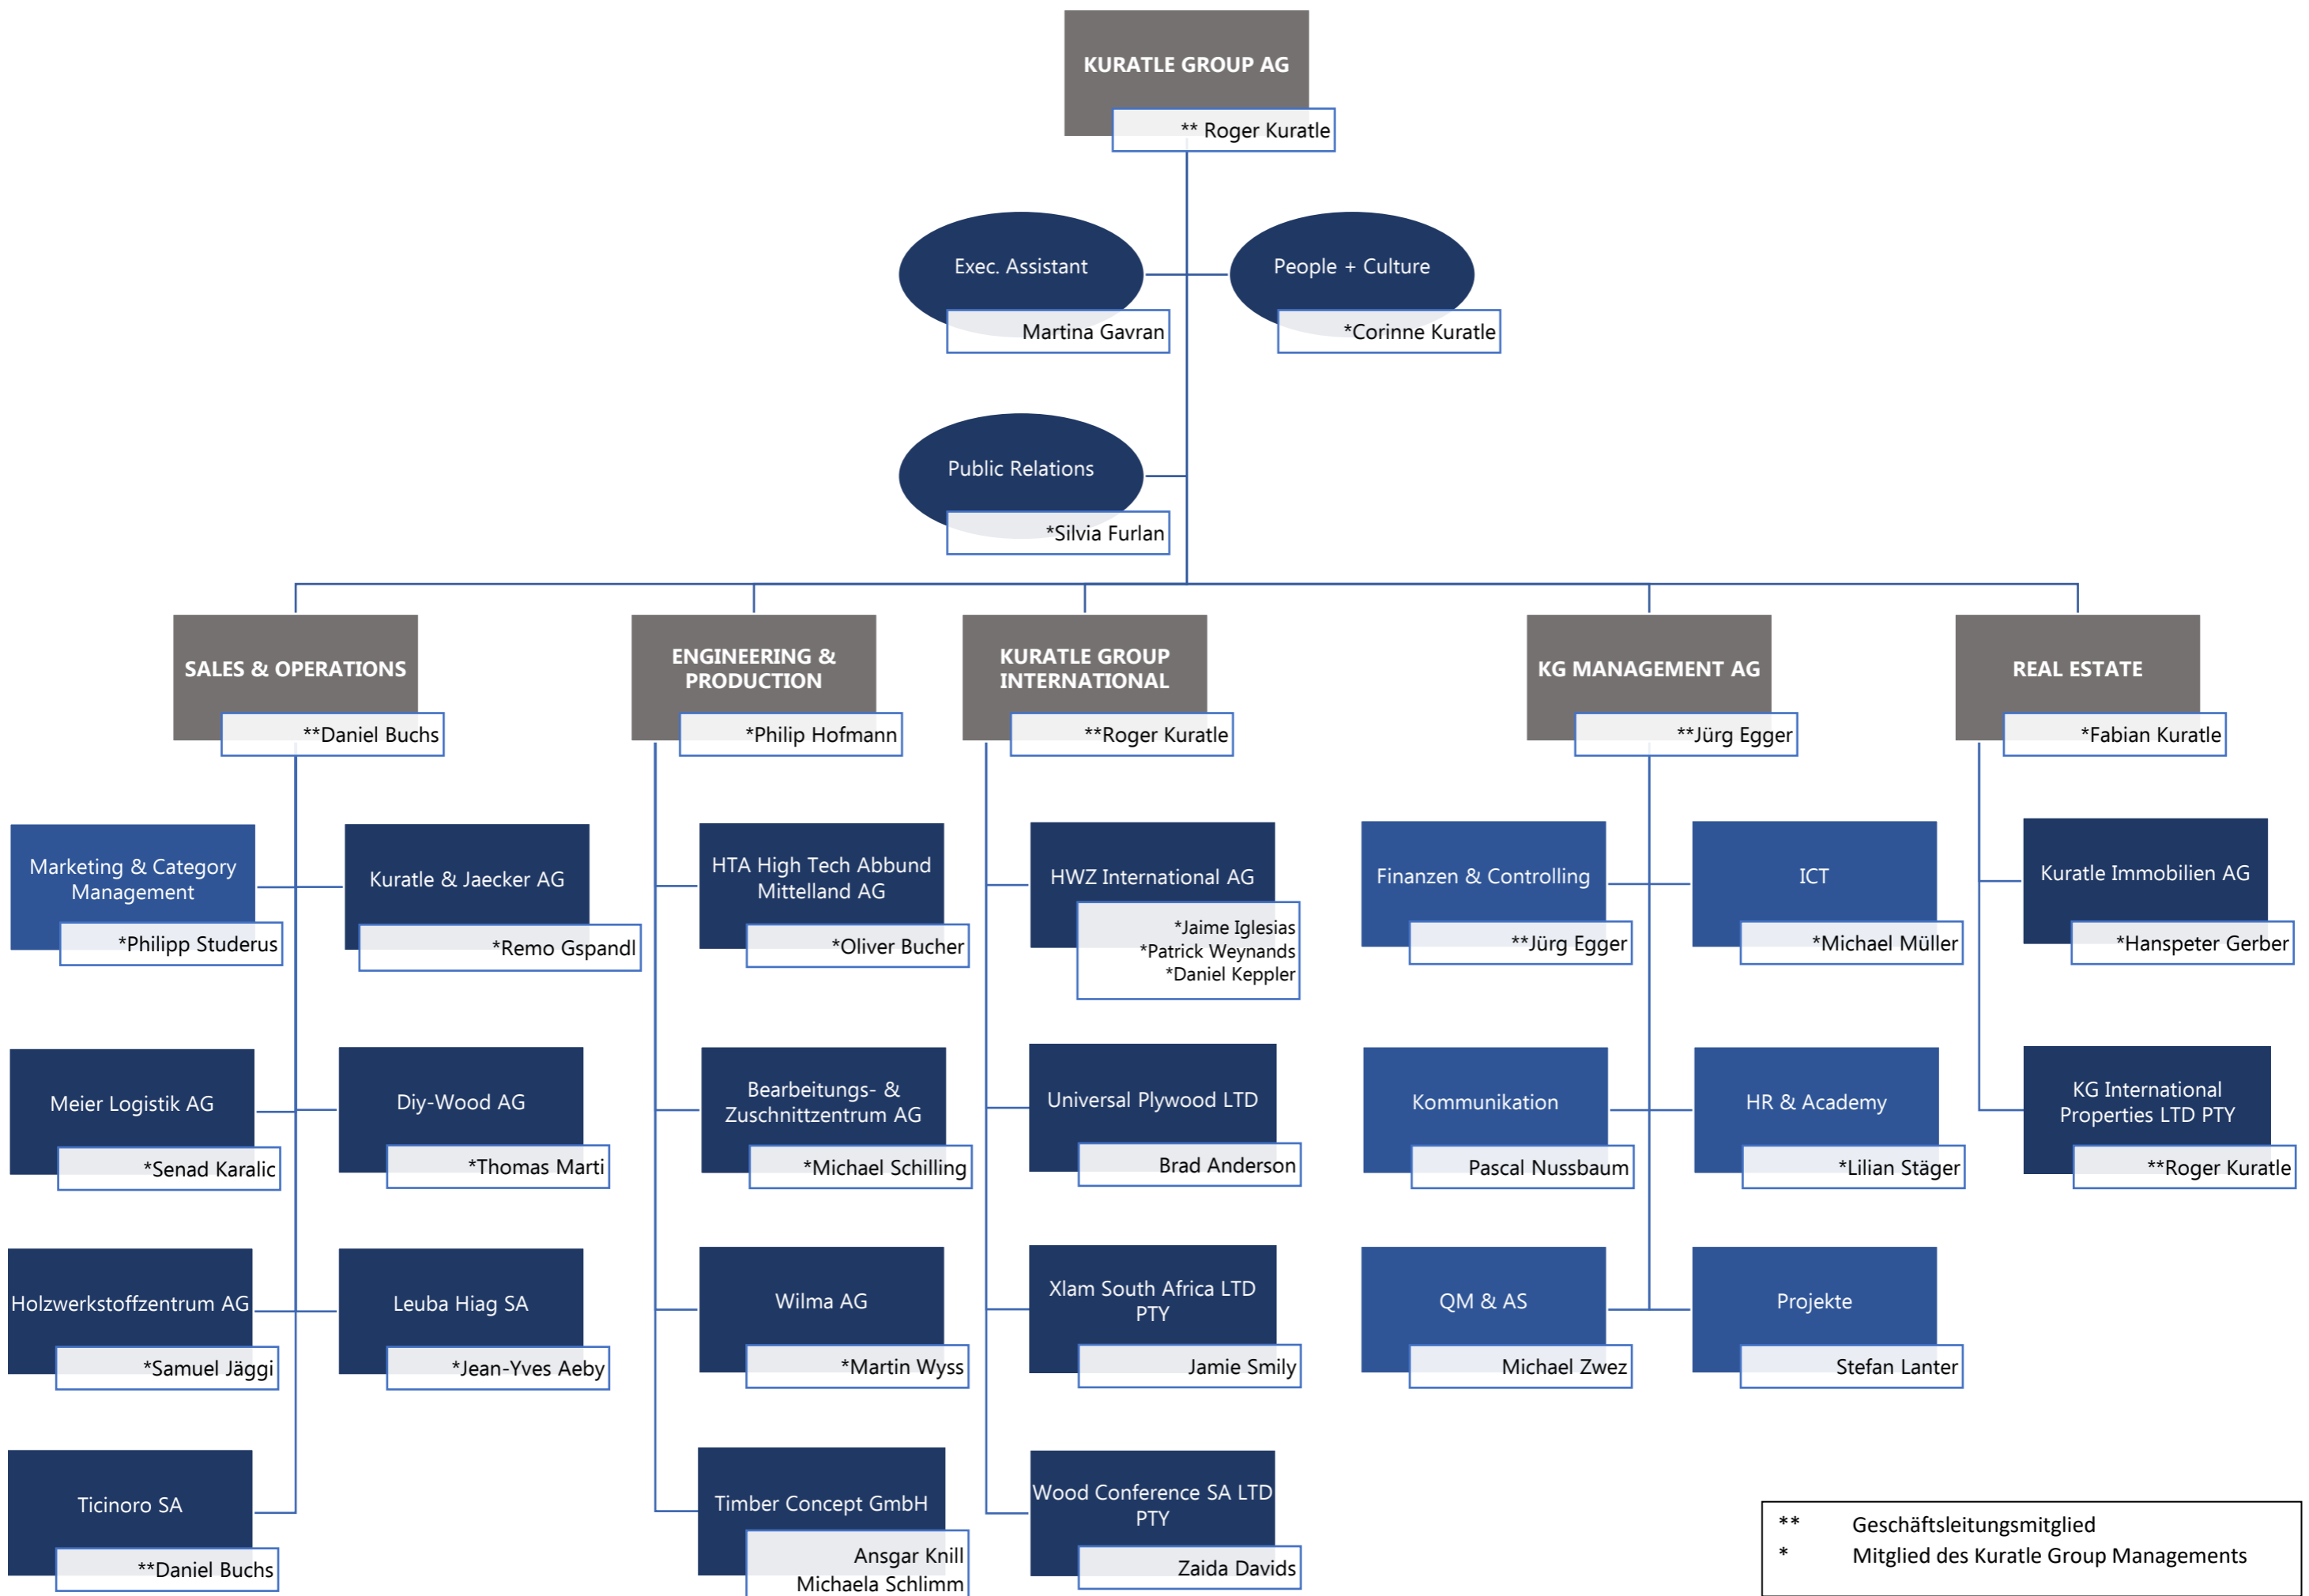 KURATLE GROUP AG
** Roger Kuratle
Exec. Assistant
Martina Gavran
People + Culture
*Corinne Kuratle
Public Relations
*Silvia Furlan
SALES & OPERATIONS
**Daniel Buchs
ENGINEERING &
PRODUCTION
*Philip Hofmann
KURATLE GROUP
INTERNATIONAL
**Roger Kuratle
KG MANAGEMENT AG
**Jürg Egger
REAL ESTATE
*Fabian Kuratle
Marketing & Category
Management
*Philipp Studerus
Kuratle & Jaecker AG
*Remo Gspandl
Meier Logistik AG
*Senad Karalic
Diy-Wood AG
*Thomas Marti
Holzwerkstoffzentrum AG
*Samuel Jäggi
Leuba Hiag SA
*Jean-Yves Aeby
Ticinoro SA
**Daniel Buchs
HTA High Tech Abbund
Mittelland AG
*Oliver Bucher
Bearbeitungs- &
Zuschnittzentrum AG
*Michael Schilling
Wilma AG
*Martin Wyss
Timber Concept GmbH
Ansgar Knill
Michaela Schlimm
HWZ International AG
*Jaime Iglesias
*Patrick Weynands
*Daniel Keppler
Universal Plywood LTD
Brad Anderson
Xlam South Africa LTD
PTY
Jamie Smily
Wood Conference SA LTD
PTY
Zaida Davids
Finanzen & Controlling
**Jürg Egger
ICT
*Michael Müller
Kommunikation
Pascal Nussbaum
HR & Academy
*Lilian Stäger
QM & AS
Michael Zwez
Projekte
Stefan Lanter
Kuratle Immobilien AG
*Hanspeter Gerber
KG International
Properties LTD PTY
**Roger Kuratle
** Geschäftsleitungsmitglied
* Mitglied des Kuratle Group Managements